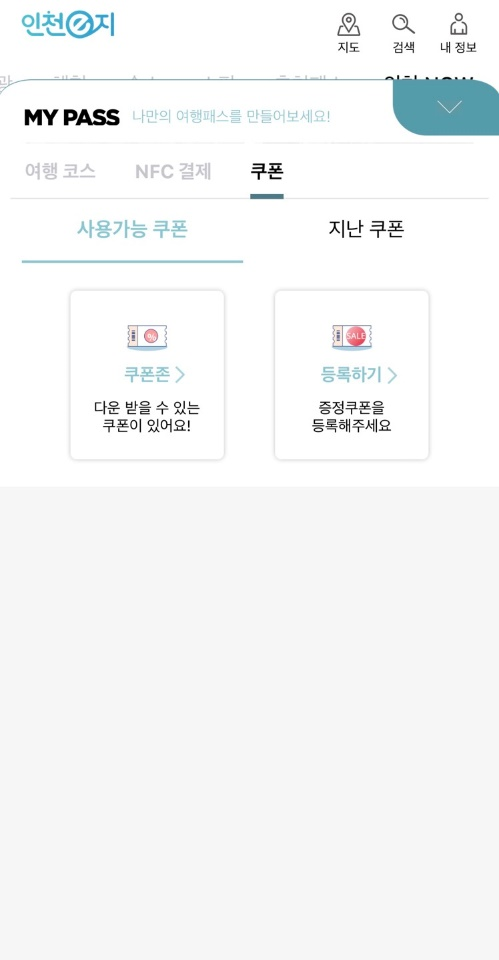 인천e지
지도 검색 내 정보
MY PASS 나만의 여행패스를 만들어보세요!
여행 코스 NFC 결제 쿠폰
사용가능 쿠폰 지난 쿠폰
%
쿠폰존 >
다운 받을 수 있는
쿠폰이 있어요!
SALE
등록하기 >
증정쿠폰을
등록해주세요